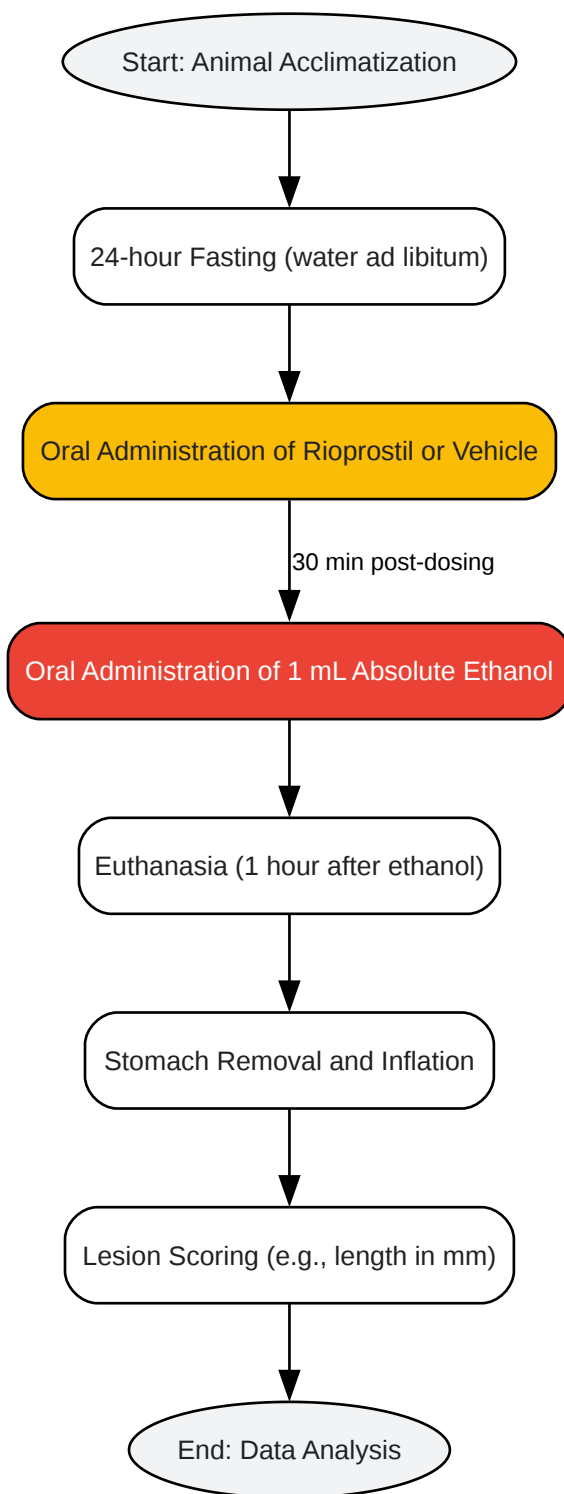 Start: Animal Acclimatization
24-hour Fasting (water ad libitum)
Oral Administration of Rioprostil or Vehicle
30 min post-dosing
Oral Administration of 1 mL Absolute Ethanol
Euthanasia (1 hour after ethanol)
Stomach Removal and Inflation
Lesion Scoring (e.g., length in mm)
End: Data Analysis